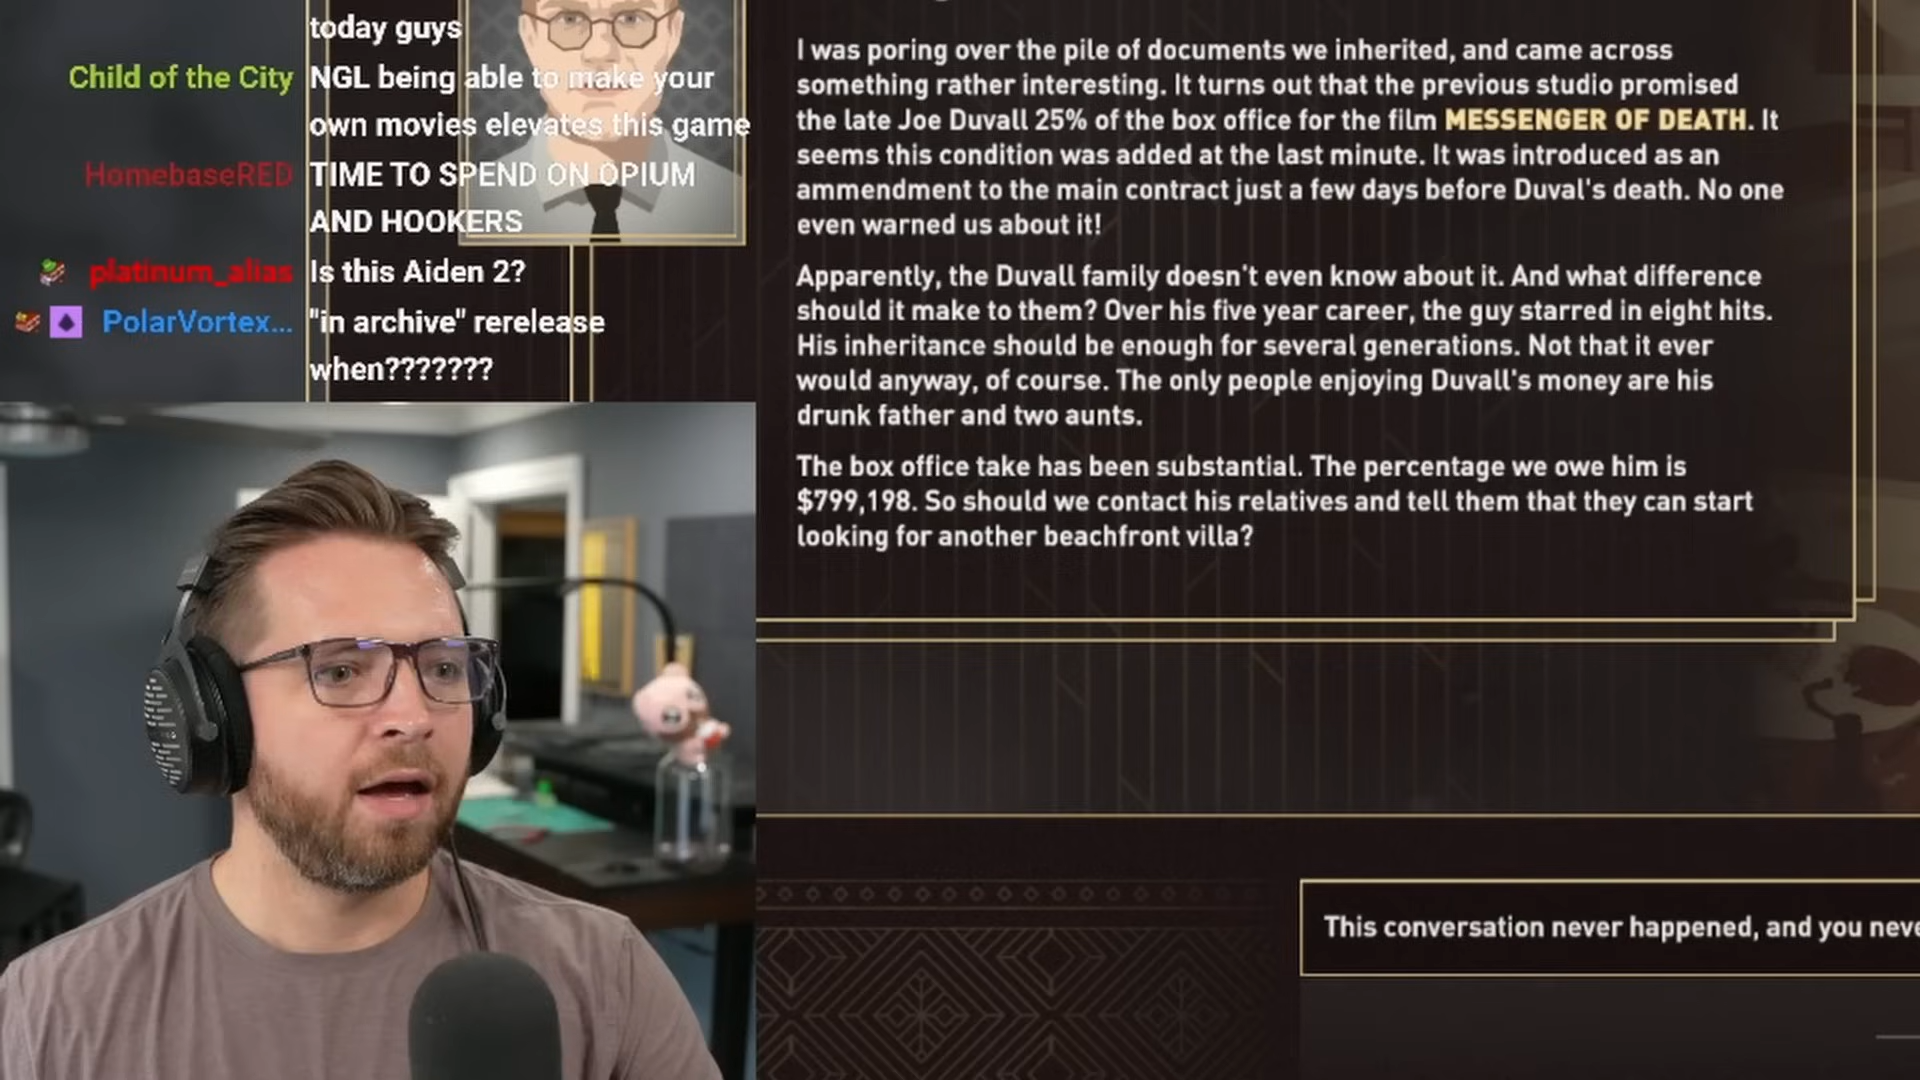 today guys
Child of the City NGL being able to make your
own movies elevates this game
HomebaseRED TIME TO SPEND ON OPIUM
AND HOOKERS
platinum_alias Is this Aiden 2?
PolarVortex... "in archive" rerelease
when???????
I was poring over the pile of documents we inherited, and came across
something rather interesting. It turns out that the previous studio promised
the late Joe Duvall 25% of the box office for the film MESSENGER OF DEATH. It
seems this condition was added at the last minute. It was introduced as an
ammendment to the main contract just a few days before Duval's death. No one
even warned us about it!
Apparently, the Duvall family doesn't even know about it. And what difference
should it make to them? Over his five year career, the guy starred in eight hits.
His inheritance should be enough for several generations. Not that it ever
would anyway, of course. The only people enjoying Duvall's money are his
drunk father and two aunts.
The box office take has been substantial. The percentage we owe him is
$799,198. So should we contact his relatives and tell them that they can start
looking for another beachfront villa?
This conversation never happened, and you neve